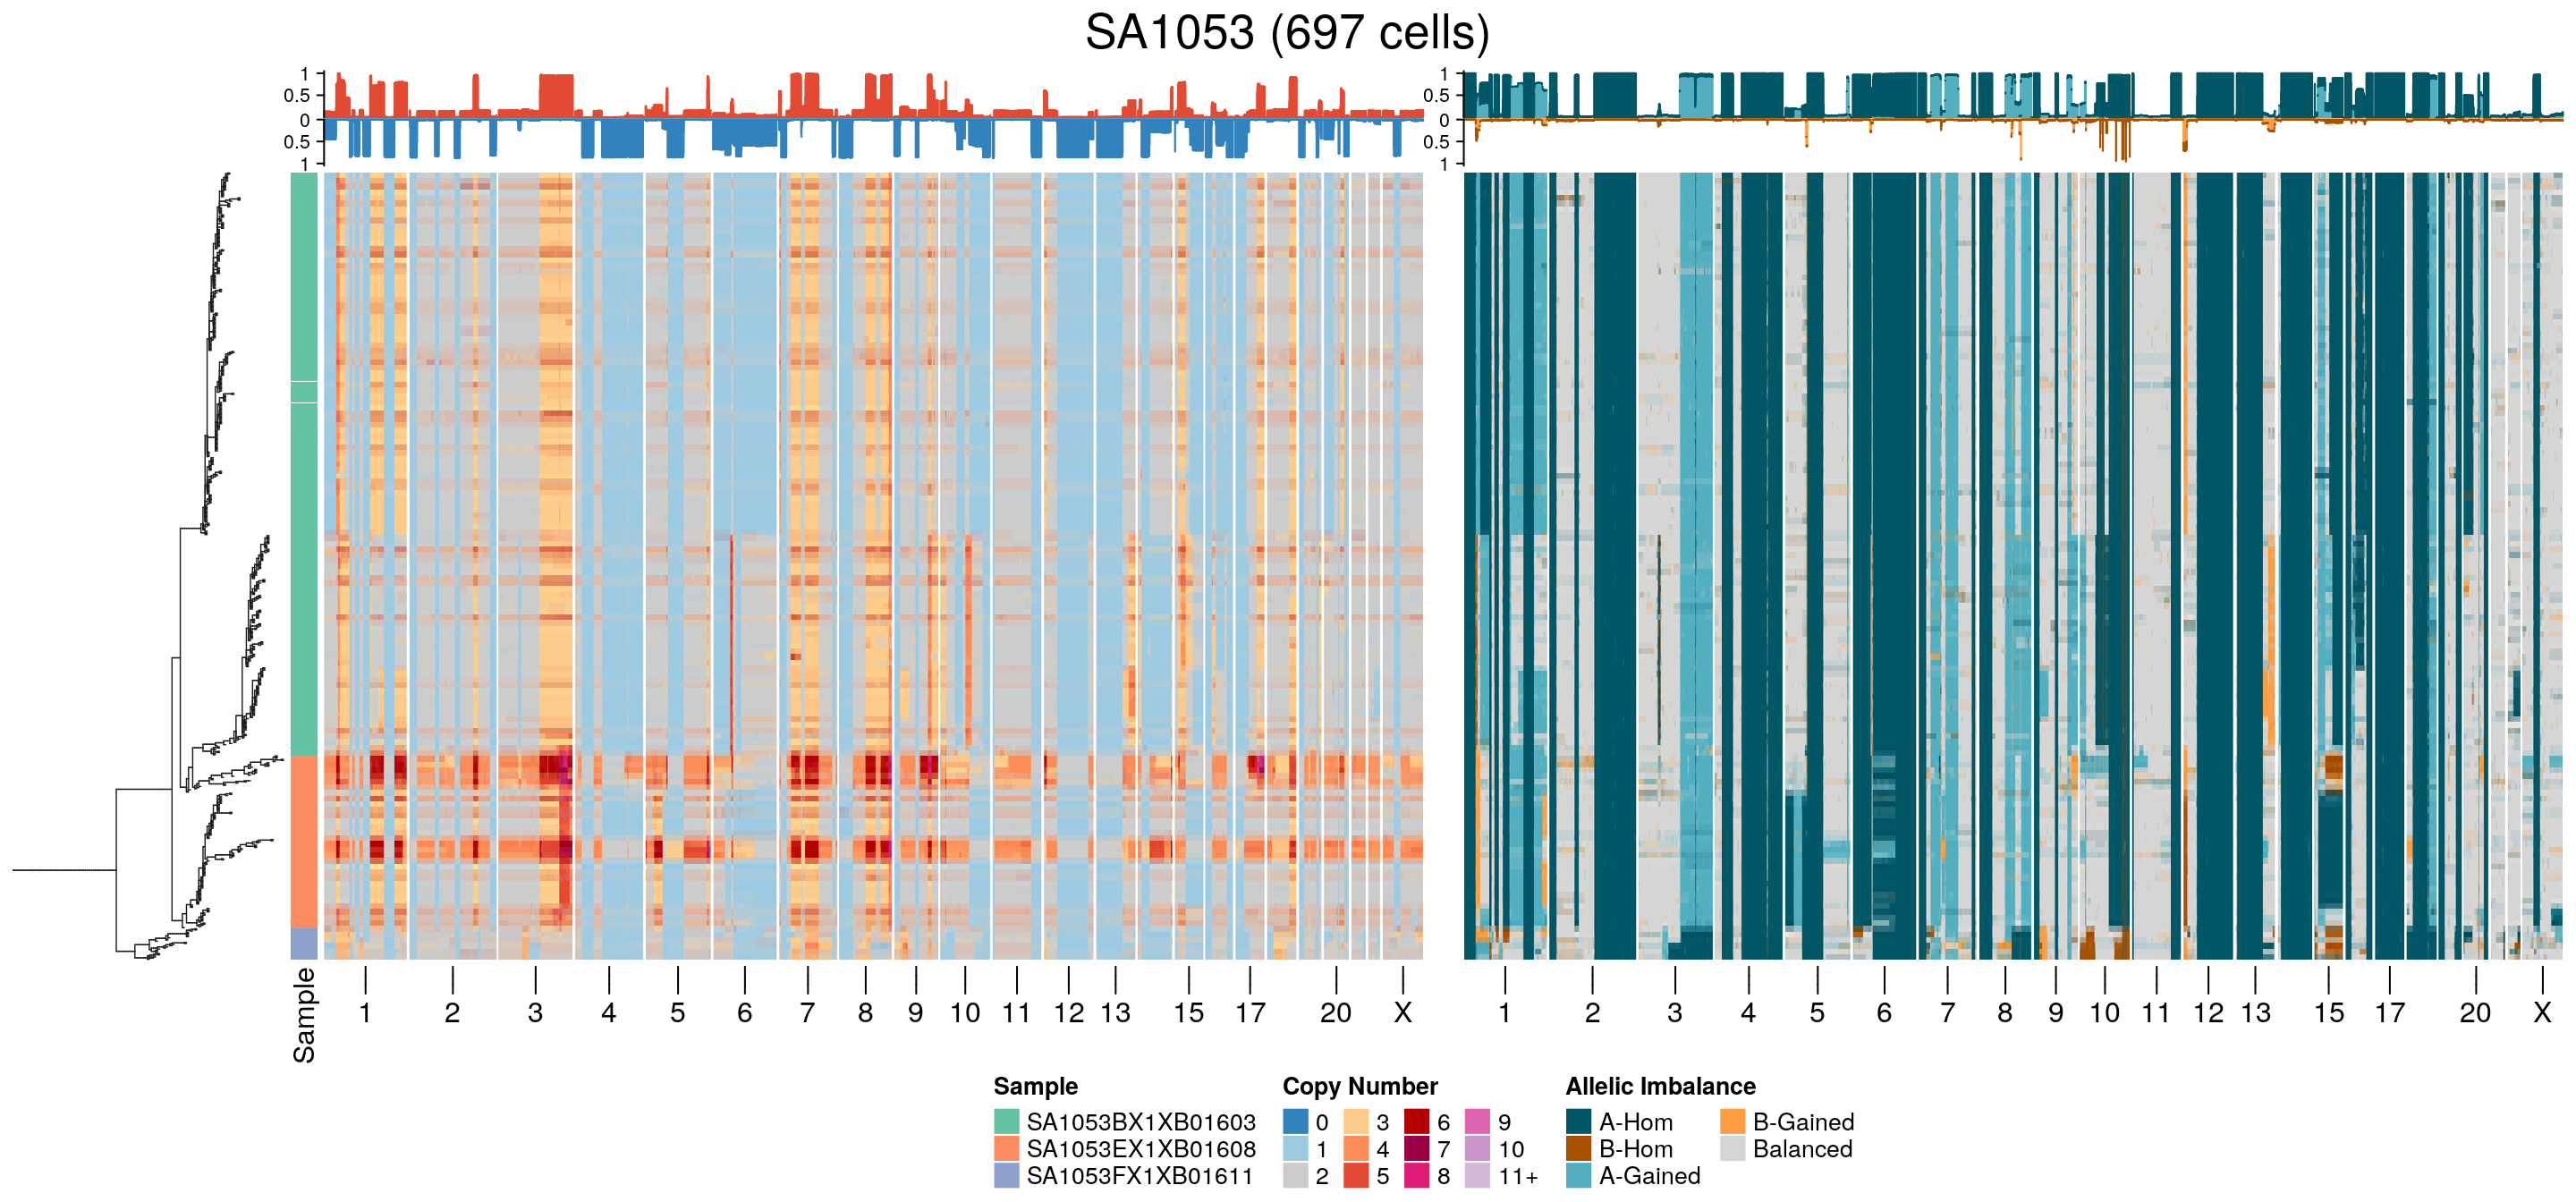 SA1053 (697 cells)
1
0.5
0
0.5
1
1
0.5
0
0.5
1
Sample
1 2 3 4 5 6 7 8 9 10 11 12 13 15 17 20 X
1 2 3 4 5 6 7 8 9 10 11 12 13 15 17 20 X
Sample
SA1053BX1XB01603
SA1053EX1XB01608
SA1053FX1XB01611
Copy Number
0 3 6 9
1 4 7 10
2 5 8 11+
Allelic Imbalance
A-Hom B-Gained
B-Hom Balanced
A-Gained